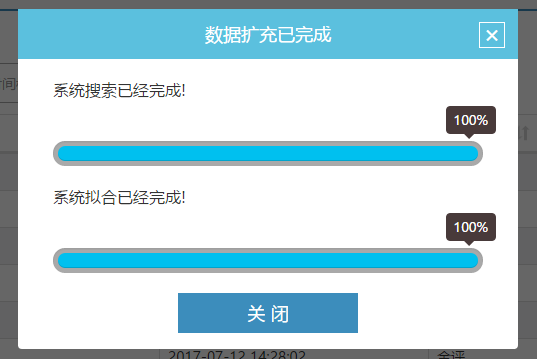 数据扩充已完成
间
系统搜索已经完成!
100%
系统拟合已经完成!
100%
关 闭
2017-07-12 14:28:02